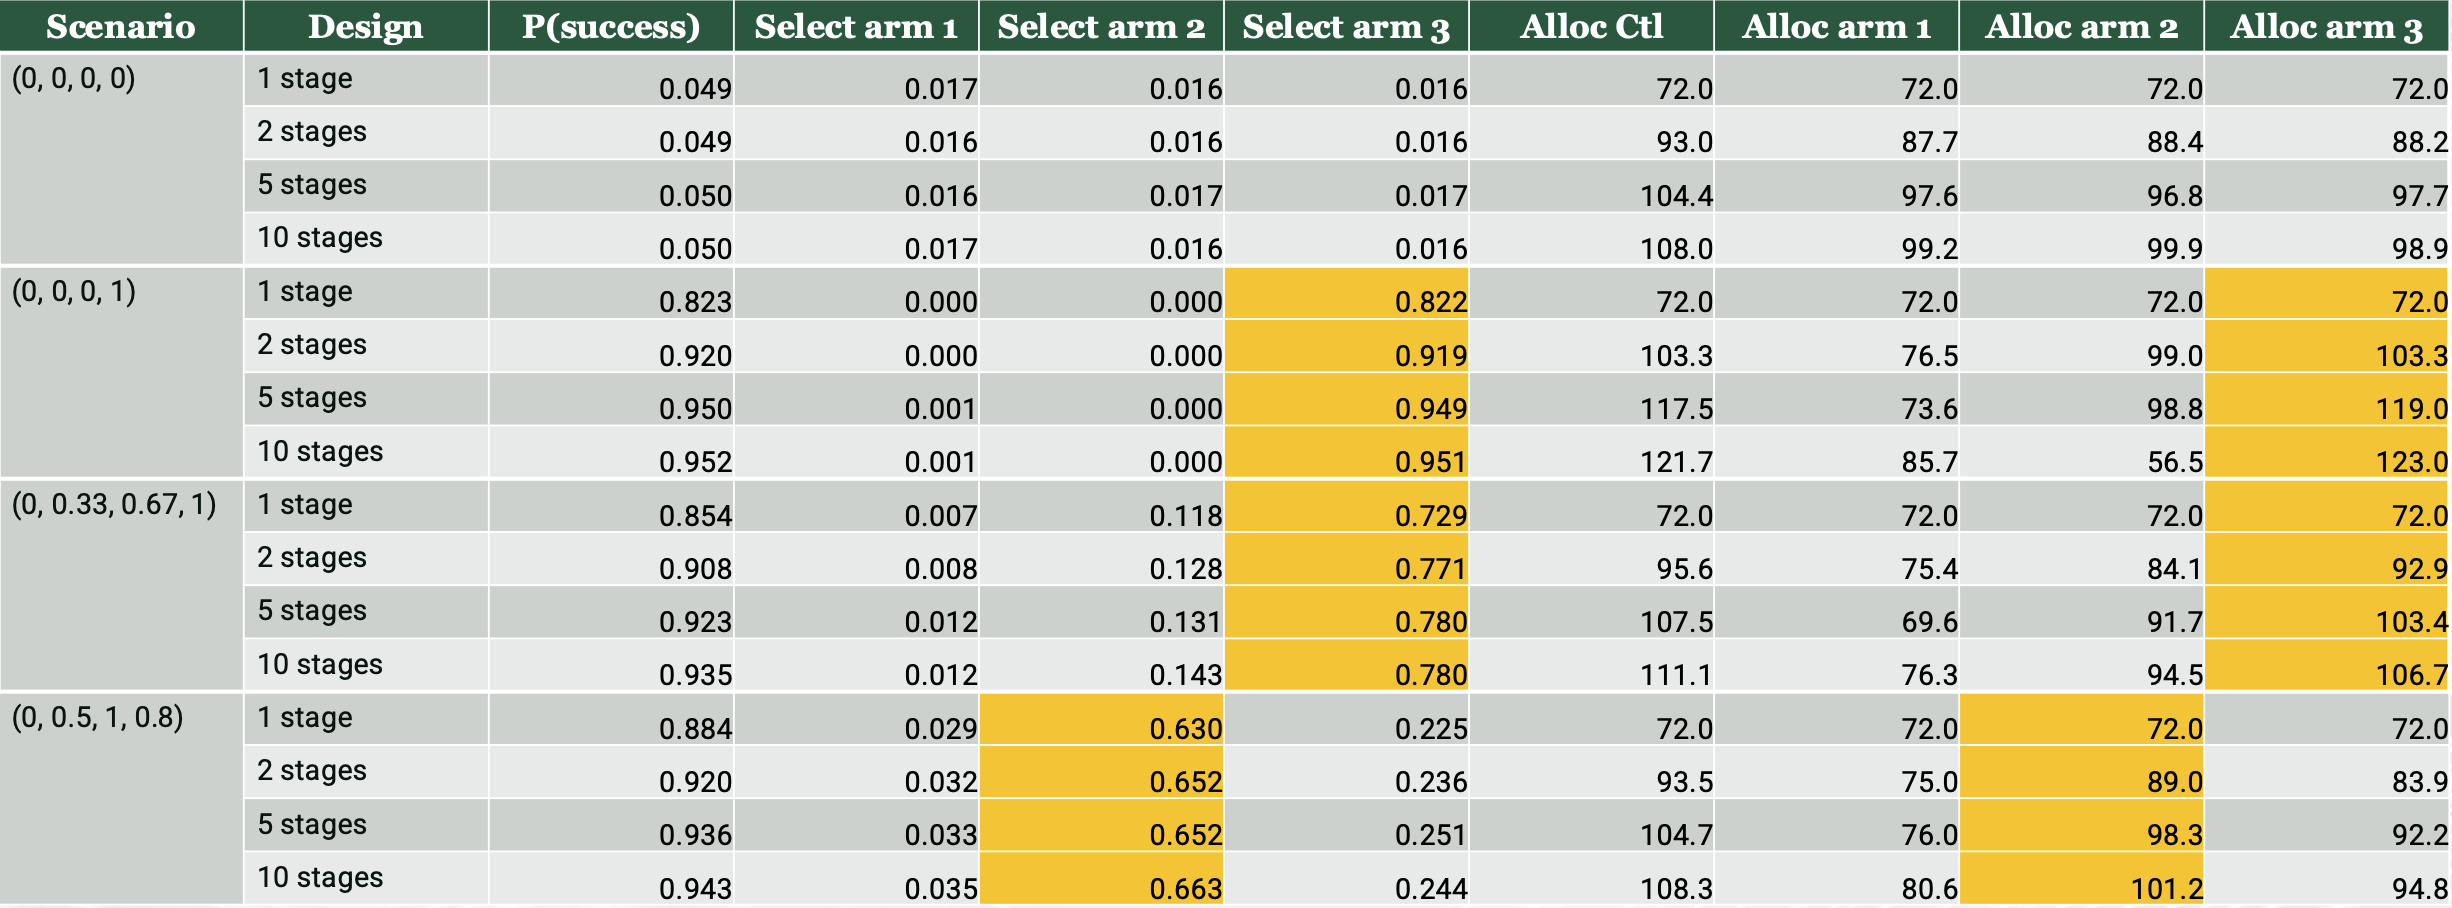 Scenario Design P(success) Select arm 1 Select arm 2 Select arm 3 Alloc Ctl Alloc arm 1 Alloc arm 2 Alloc arm 3
(0, 0, 0, 0) 1 stage 0.049 0.017 0.016 0.016 72.0 72.0 72.0 72.0
2 stages 0.049 0.016 0.016 0.016 93.0 87.7 88.4 88.2
5 stages 0.050 0.016 0.017 0.017 104.4 97.6 96.8 97.7
10 stages 0.050 0.017 0.016 0.016 108.0 99.2 99.9 98.9
(0, 0, 0, 1) 1 stage 0.823 0.000 0.000 0.822 72.0 72.0 72.0 72.0
2 stages 0.920 0.000 0.000 0.919 103.3 76.5 99.0 103.3
5 stages 0.950 0.001 0.000 0.949 117.5 73.6 98.8 119.0
10 stages 0.952 0.001 0.000 0.951 121.7 85.7 56.5 123.0
(0, 0.33, 0.67, 1) 1 stage 0.854 0.007 0.118 0.729 72.0 72.0 72.0 72.0
2 stages 0.908 0.008 0.128 0.771 95.6 75.4 84.1 92.9
5 stages 0.923 0.012 0.131 0.780 107.5 69.6 91.7 103.4
10 stages 0.935 0.012 0.143 0.780 111.1 76.3 94.5 106.7
(0, 0.5, 1, 0.8) 1 stage 0.884 0.029 0.630 0.225 72.0 72.0 72.0 72.0
2 stages 0.920 0.032 0.652 0.236 93.5 75.0 89.0 83.9
5 stages 0.936 0.033 0.652 0.251 104.7 76.0 98.3 92.2
10 stages 0.943 0.035 0.663 0.244 108.3 80.6 101.2 94.8